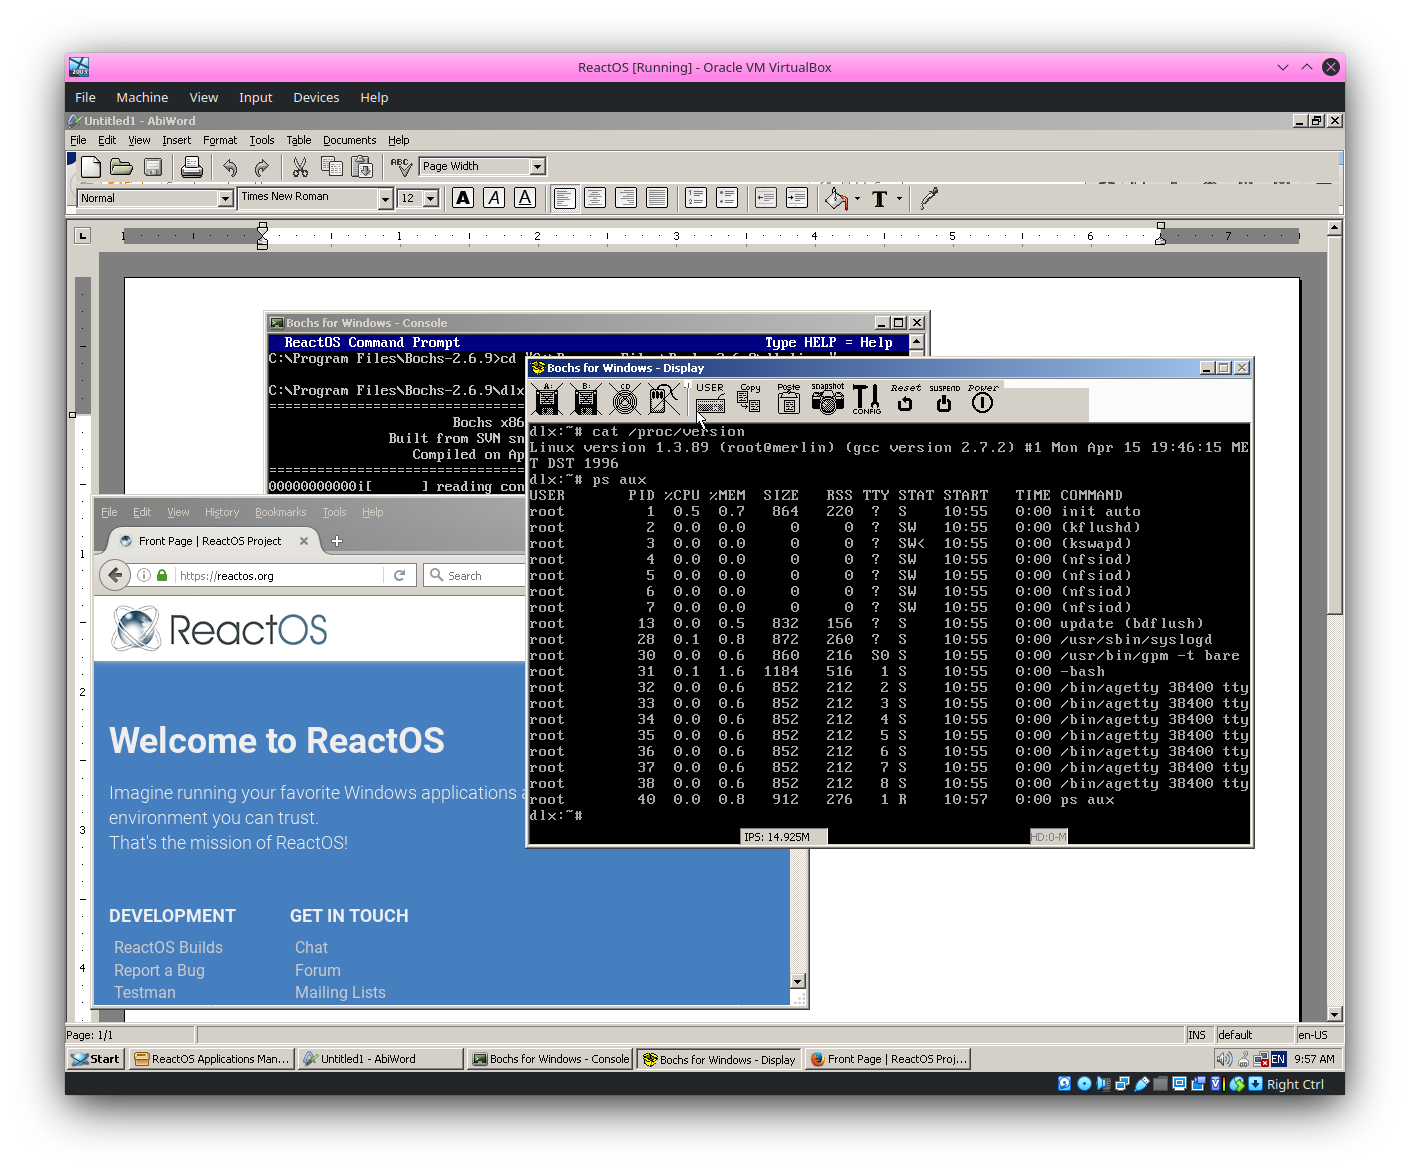 ReactOS [Running] - Oracle VM VirtualBox
File Machine View Input Devices Help
Untitled1 - AbiWord
File Edit View Insert Format Tools Table Documents Help
ABC Page Width
Normal Times New Roman 12 A A A T
1 1 2 3 4 5 6 7
Bochs for Windows - Console
ReactOS Command Prompt Type HELP = Help
C:\Program Files\Bochs-2.6.9>cd
C:\Program Files\Bochs-2.6.9\dlx
========================================
Bochs x86
Built from SVN sn
Compiled on Ap
========================================
00000000000i[ ] reading con
Bochs for Windows - Display
A: B: CD USER Copy Paste snapshot CONFIG Reset SUSPEND Power
dlx:~# cat /proc/version
Linux version 1.3.89 (root@merlin) (gcc version 2.7.2) #1 Mon Apr 15 19:46:15 ME
T DST 1996
dlx:~# ps aux
USER PID %CPU %MEM SIZE RSS TTY STAT START TIME COMMAND
root 1 0.5 0.7 864 220 ? S 10:55 0:00 init auto
root 2 0.0 0.0 0 0 ? SW 10:55 0:00 (kflushd)
root 3 0.0 0.0 0 0 ? SW< 10:55 0:00 (kswapd)
root 4 0.0 0.0 0 0 ? SW 10:55 0:00 (nfsiod)
root 5 0.0 0.0 0 0 ? SW 10:55 0:00 (nfsiod)
root 6 0.0 0.0 0 0 ? SW 10:55 0:00 (nfsiod)
root 7 0.0 0.0 0 0 ? SW 10:55 0:00 (nfsiod)
root 13 0.0 0.5 832 156 ? S 10:55 0:00 update (bdflush)
root 28 0.1 0.8 872 260 ? S 10:55 0:00 /usr/sbin/syslogd
root 30 0.0 0.6 860 216 S0 S 10:55 0:00 /usr/bin/gpm -t bare
root 31 0.1 1.6 1184 516 1 S 10:55 0:00 -bash
root 32 0.0 0.6 852 212 2 S 10:55 0:00 /bin/agetty 38400 tty
root 33 0.0 0.6 852 212 3 S 10:55 0:00 /bin/agetty 38400 tty
root 34 0.0 0.6 852 212 4 S 10:55 0:00 /bin/agetty 38400 tty
root 35 0.0 0.6 852 212 5 S 10:55 0:00 /bin/agetty 38400 tty
root 36 0.0 0.6 852 212 6 S 10:55 0:00 /bin/agetty 38400 tty
root 37 0.0 0.6 852 212 7 S 10:55 0:00 /bin/agetty 38400 tty
root 38 0.0 0.6 852 212 8 S 10:55 0:00 /bin/agetty 38400 tty
root 40 0.0 0.8 912 276 1 R 10:57 0:00 ps aux
dlx:~#
IPS: 14.925M HD:0-M
File Edit View History Bookmarks Tools Help
Front Page | ReactOS Project
https://reactos.org Search
ReactOS
Welcome to ReactOS
Imagine running your favorite Windows applications a
environment you can trust.
That's the mission of ReactOS!
DEVELOPMENT GET IN TOUCH
ReactOS Builds Chat
Report a Bug Forum
Testman Mailing Lists
1
2
3
4
Page: 1/1 INS default en-US
Start ReactOS Applications Man... Untitled1 - AbiWord Bochs for Windows - Console Bochs for Windows - Display Front Page | ReactOS Proj... EN 9:57 AM
Right Ctrl